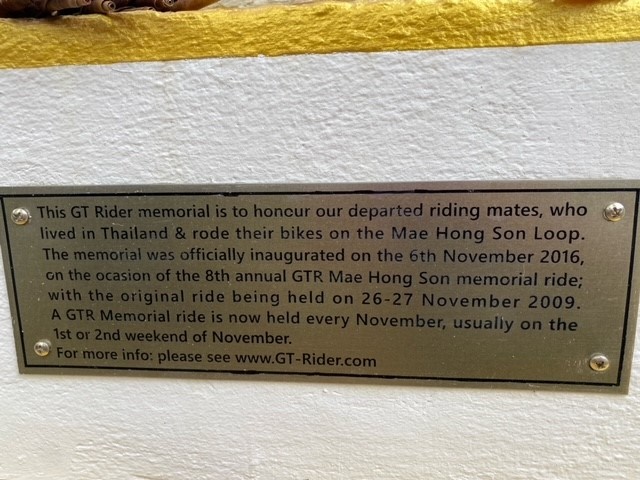 This GT Rider memorial is to honour our departed riding mates, who
lived in Thailand & rode their bikes on the Mae Hong Son Loop.
The memorial was officially inaugurated on the 6th November 2016,
on the ocasion of the 8th annual GTR Mae Hong Son memorial ride;
with the original ride being held on 26-27 November 2009.
A GTR Memorial ride is now held every November, usually on the
1st or 2nd weekend of November.
For more info: please see www.GT-Rider.com